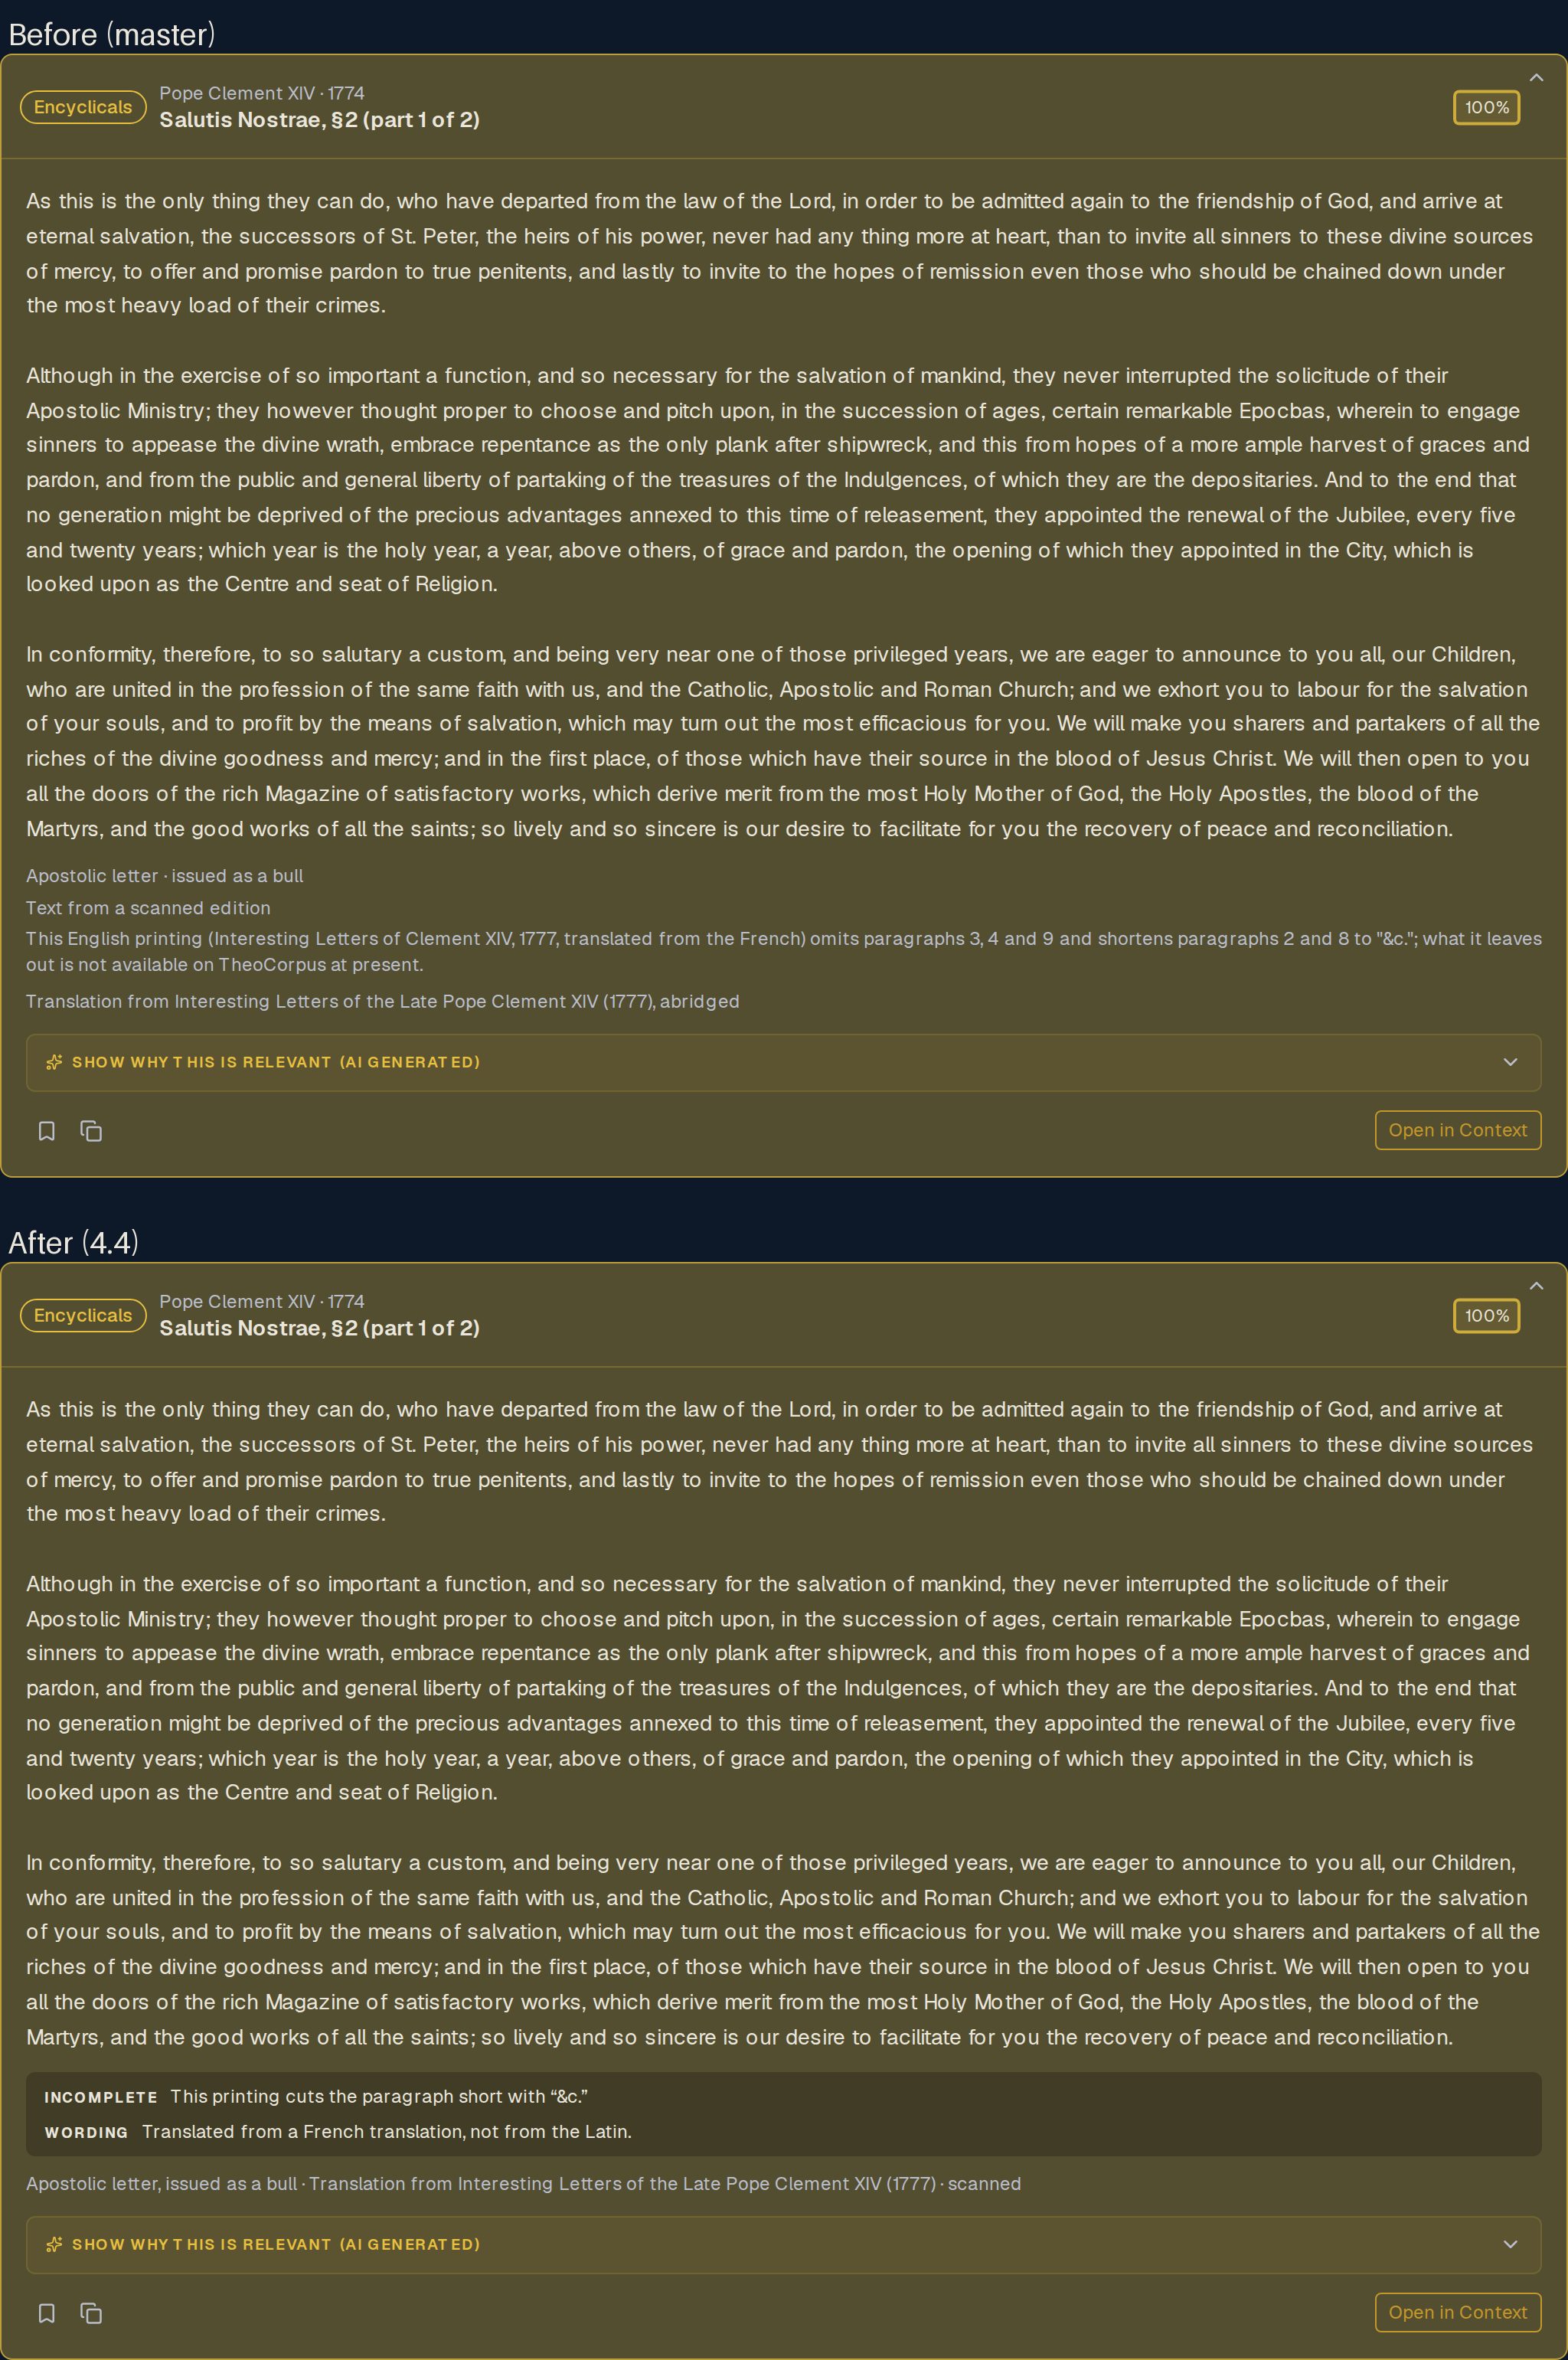 Before (master)
Encyclicals
Pope Clement XIV · 1774
Salutis Nostrae, §2 (part 1 of 2)
100%
As this is the only thing they can do, who have departed from the law of the Lord, in order to be admitted again to the friendship of God, and arrive at
eternal salvation, the successors of St. Peter, the heirs of his power, never had any thing more at heart, than to invite all sinners to these divine sources
of mercy, to offer and promise pardon to true penitents, and lastly to invite to the hopes of remission even those who should be chained down under
the most heavy load of their crimes.
Although in the exercise of so important a function, and so necessary for the salvation of mankind, they never interrupted the solicitude of their
Apostolic Ministry; they however thought proper to choose and pitch upon, in the succession of ages, certain remarkable Epocbas, wherein to engage
sinners to appease the divine wrath, embrace repentance as the only plank after shipwreck, and this from hopes of a more ample harvest of graces and
pardon, and from the public and general liberty of partaking of the treasures of the Indulgences, of which they are the depositaries. And to the end that
no generation might be deprived of the precious advantages annexed to this time of releasement, they appointed the renewal of the Jubilee, every five
and twenty years; which year is the holy year, a year, above others, of grace and pardon, the opening of which they appointed in the City, which is
looked upon as the Centre and seat of Religion.
In conformity, therefore, to so salutary a custom, and being very near one of those privileged years, we are eager to announce to you all, our Children,
who are united in the profession of the same faith with us, and the Catholic, Apostolic and Roman Church; and we exhort you to labour for the salvation
of your souls, and to profit by the means of salvation, which may turn out the most efficacious for you. We will make you sharers and partakers of all the
riches of the divine goodness and mercy; and in the first place, of those which have their source in the blood of Jesus Christ. We will then open to you
all the doors of the rich Magazine of satisfactory works, which derive merit from the most Holy Mother of God, the Holy Apostles, the blood of the
Martyrs, and the good works of all the saints; so lively and so sincere is our desire to facilitate for you the recovery of peace and reconciliation.
Apostolic letter · issued as a bull
Text from a scanned edition
This English printing (Interesting Letters of Clement XIV, 1777, translated from the French) omits paragraphs 3, 4 and 9 and shortens paragraphs 2 and 8 to "&c."; what it leaves
out is not available on TheoCorpus at present.
Translation from Interesting Letters of the Late Pope Clement XIV (1777), abridged
SHOW WHY THIS IS RELEVANT (AI GENERATED)
Open in Context
After (4.4)
Encyclicals
Pope Clement XIV · 1774
Salutis Nostrae, §2 (part 1 of 2)
100%
As this is the only thing they can do, who have departed from the law of the Lord, in order to be admitted again to the friendship of God, and arrive at
eternal salvation, the successors of St. Peter, the heirs of his power, never had any thing more at heart, than to invite all sinners to these divine sources
of mercy, to offer and promise pardon to true penitents, and lastly to invite to the hopes of remission even those who should be chained down under
the most heavy load of their crimes.
Although in the exercise of so important a function, and so necessary for the salvation of mankind, they never interrupted the solicitude of their
Apostolic Ministry; they however thought proper to choose and pitch upon, in the succession of ages, certain remarkable Epocbas, wherein to engage
sinners to appease the divine wrath, embrace repentance as the only plank after shipwreck, and this from hopes of a more ample harvest of graces and
pardon, and from the public and general liberty of partaking of the treasures of the Indulgences, of which they are the depositaries. And to the end that
no generation might be deprived of the precious advantages annexed to this time of releasement, they appointed the renewal of the Jubilee, every five
and twenty years; which year is the holy year, a year, above others, of grace and pardon, the opening of which they appointed in the City, which is
looked upon as the Centre and seat of Religion.
In conformity, therefore, to so salutary a custom, and being very near one of those privileged years, we are eager to announce to you all, our Children,
who are united in the profession of the same faith with us, and the Catholic, Apostolic and Roman Church; and we exhort you to labour for the salvation
of your souls, and to profit by the means of salvation, which may turn out the most efficacious for you. We will make you sharers and partakers of all the
riches of the divine goodness and mercy; and in the first place, of those which have their source in the blood of Jesus Christ. We will then open to you
all the doors of the rich Magazine of satisfactory works, which derive merit from the most Holy Mother of God, the Holy Apostles, the blood of the
Martyrs, and the good works of all the saints; so lively and so sincere is our desire to facilitate for you the recovery of peace and reconciliation.
INCOMPLETE This printing cuts the paragraph short with “&c.”
WORDING Translated from a French translation, not from the Latin.
Apostolic letter, issued as a bull · Translation from Interesting Letters of the Late Pope Clement XIV (1777) · scanned
SHOW WHY THIS IS RELEVANT (AI GENERATED)
Open in Context